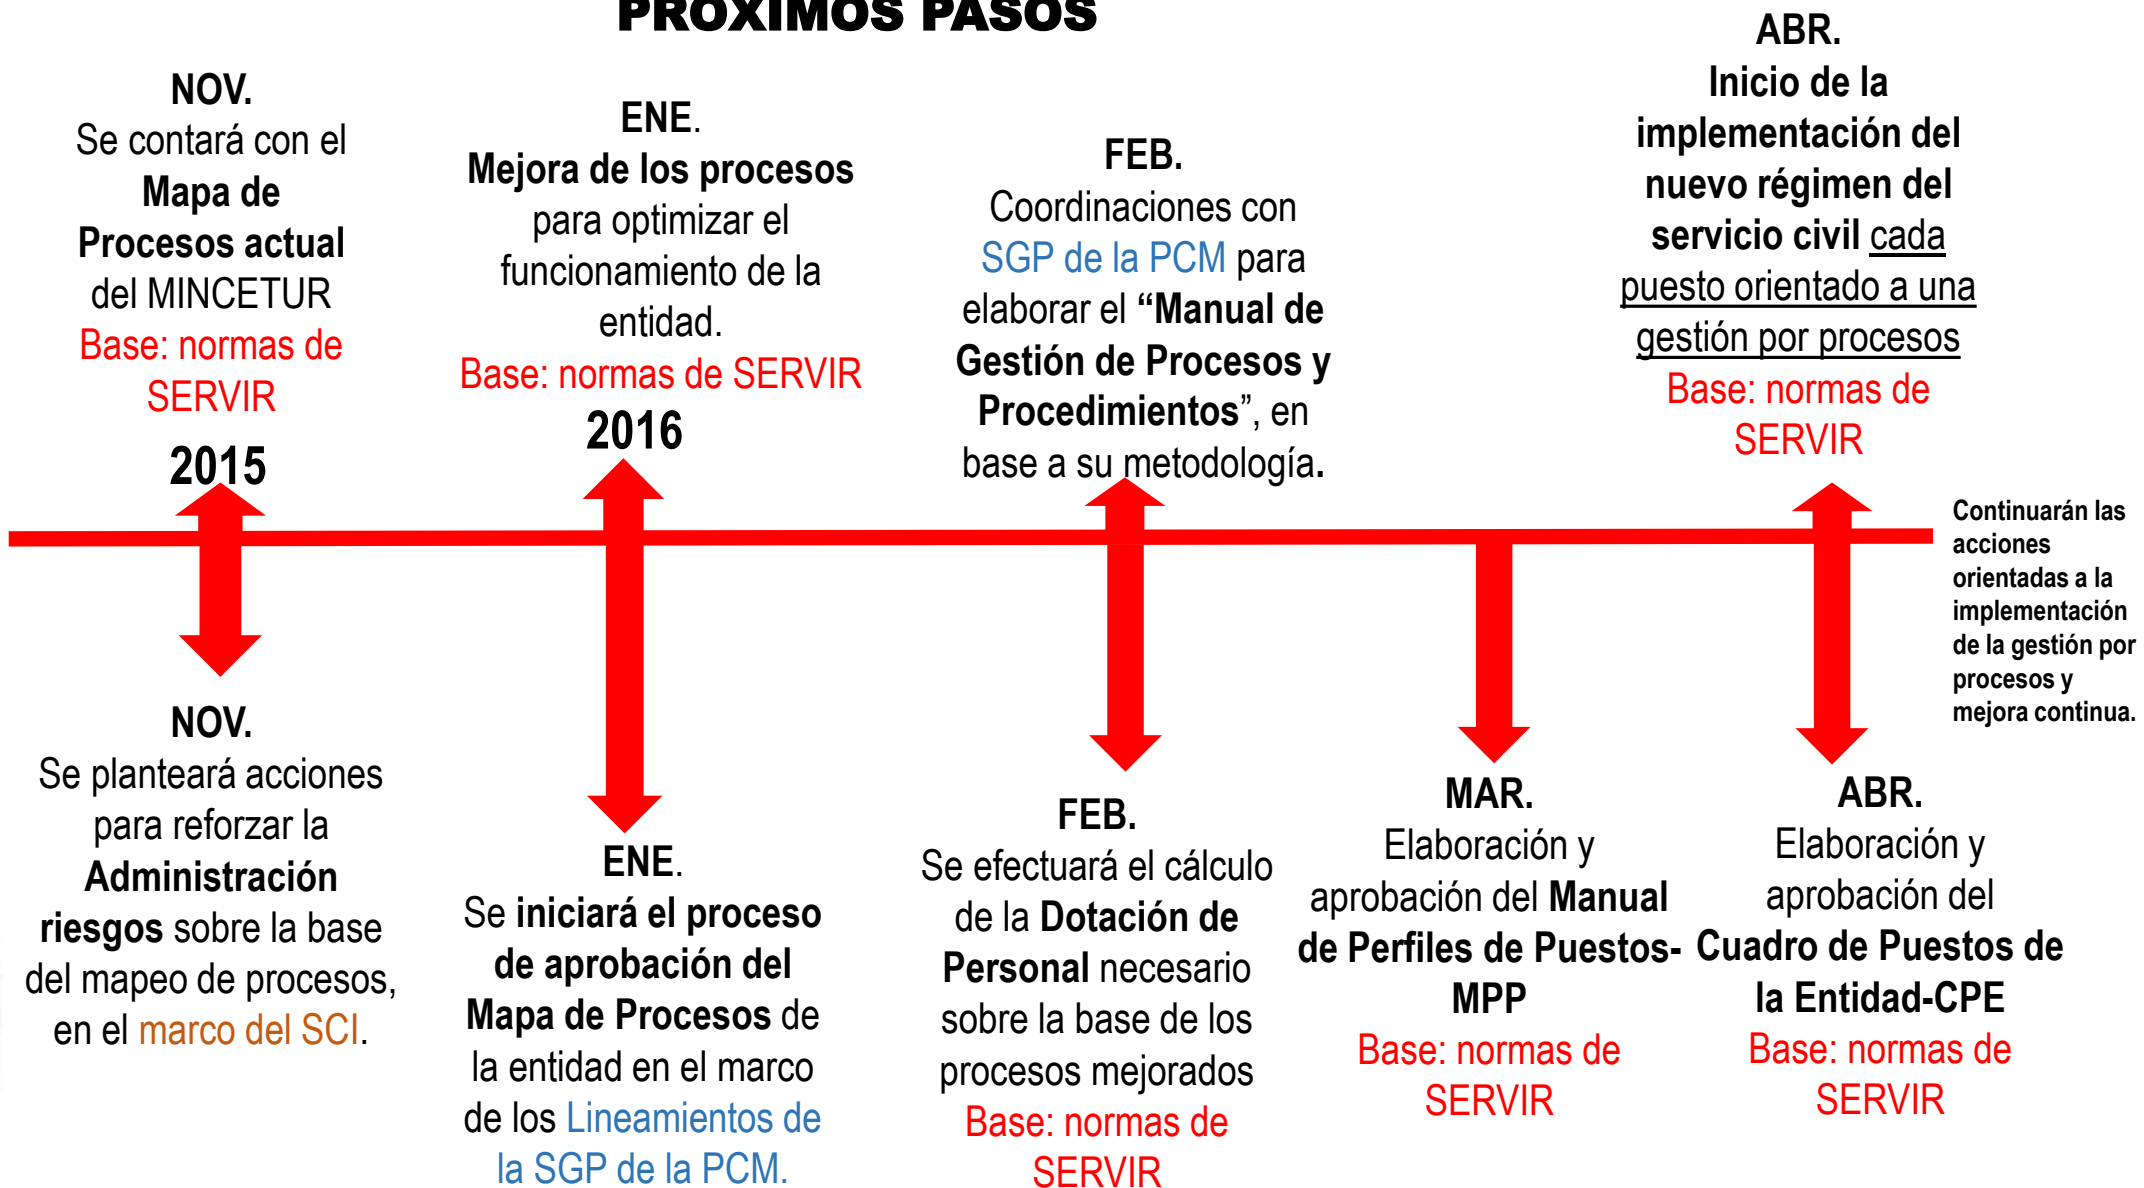 PRÓXIMOS PASOS
NOV.
Se contará con el
Mapa de
Procesos actual
del MINCETUR
Base: normas de
SERVIR
2015
ENE.
Mejora de los procesos
para optimizar el
funcionamiento de la
entidad.
Base: normas de SERVIR
2016
FEB.
Coordinaciones con
SGP de la PCM para
elaborar el “Manual de
Gestión de Procesos y
Procedimientos”, en
base a su metodología.
ABR.
Inicio de la
implementación del
nuevo régimen del
servicio civil cada
puesto orientado a una
gestión por procesos
Base: normas de
SERVIR
Continuarán las
acciones
orientadas a la
implementación
de la gestión por
procesos y
mejora continua.
NOV.
Se planteará acciones
para reforzar la
Administración
riesgos sobre la base
del mapeo de procesos,
en el marco del SCI.
ENE.
Se iniciará el proceso
de aprobación del
Mapa de Procesos de
la entidad en el marco
de los Lineamientos de
la SGP de la PCM.
FEB.
Se efectuará el cálculo
de la Dotación de
Personal necesario
sobre la base de los
procesos mejorados
Base: normas de
SERVIR
MAR.
Elaboración y
aprobación del Manual
de Perfiles de Puestos-
MPP
Base: normas de
SERVIR
ABR.
Elaboración y
aprobación del
Cuadro de Puestos de
la Entidad-CPE
Base: normas de
SERVIR